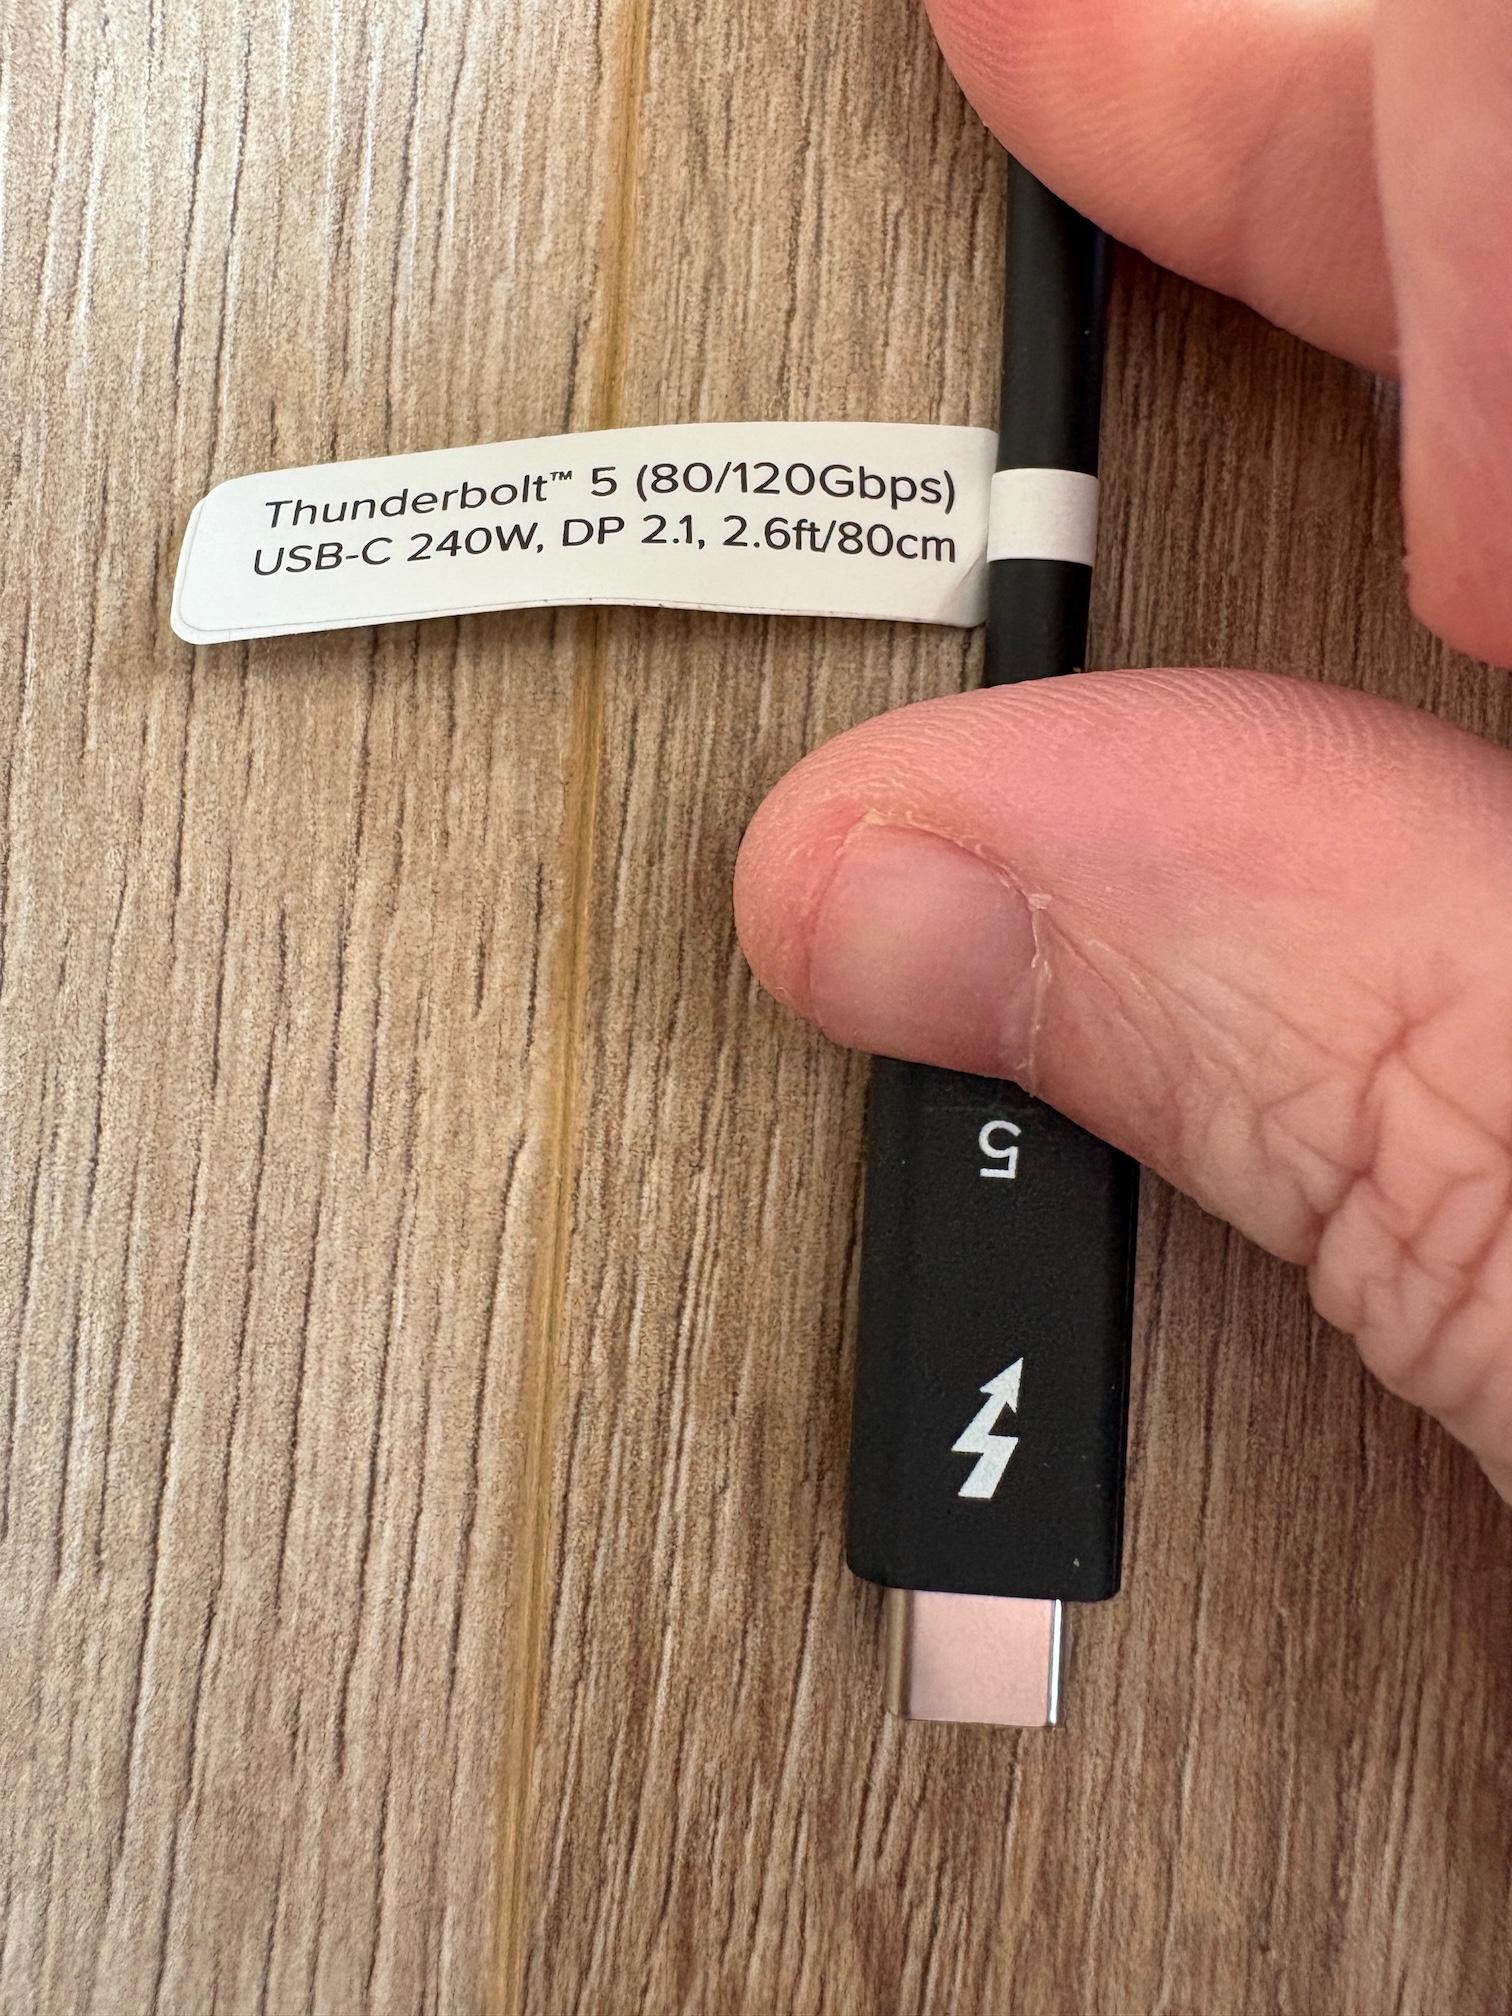 Thunderbolt™ 5 (80/120Gbps)
USB-C 240W, DP 2.1, 2.6ft/80cm
5